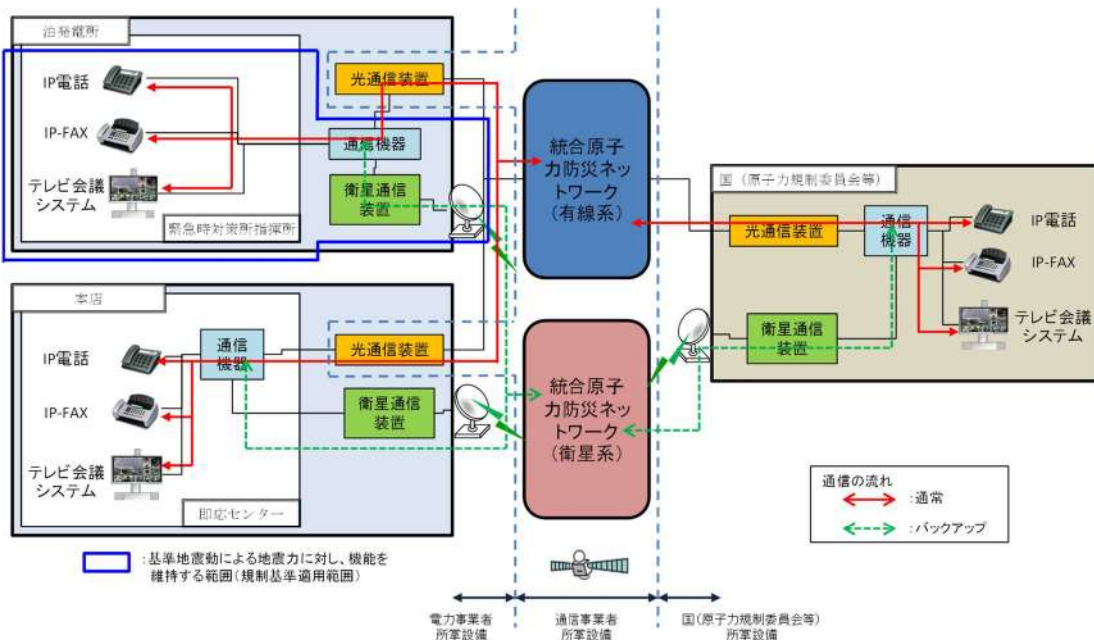 泊発電所
IP電話
IP-FAX
テレビ会議
システム
緊急時対策所指揮所
光通信装置
通信機器
衛星通信
装置
本店
IP電話
IP-FAX
テレビ会議
システム
即応センター
通信
機器
光通信装置
衛星通信
装置
統合原子
力防災ネッ
トワーク
(有線系)
統合原子
力防災ネッ
トワーク
(衛星系)
国(原子力規制委員会等)
光通信装置
通信
機器
衛星通信
装置
IP電話
IP-FAX
テレビ会議
システム
通信の流れ
:通常
:バックアップ
:基準地震動による地震力に対し、機能を
維持する範囲(規制基準適用範囲)
電力事業者
所掌設備
通信事業者
所掌設備
国(原子力規制委員会等)
所掌設備